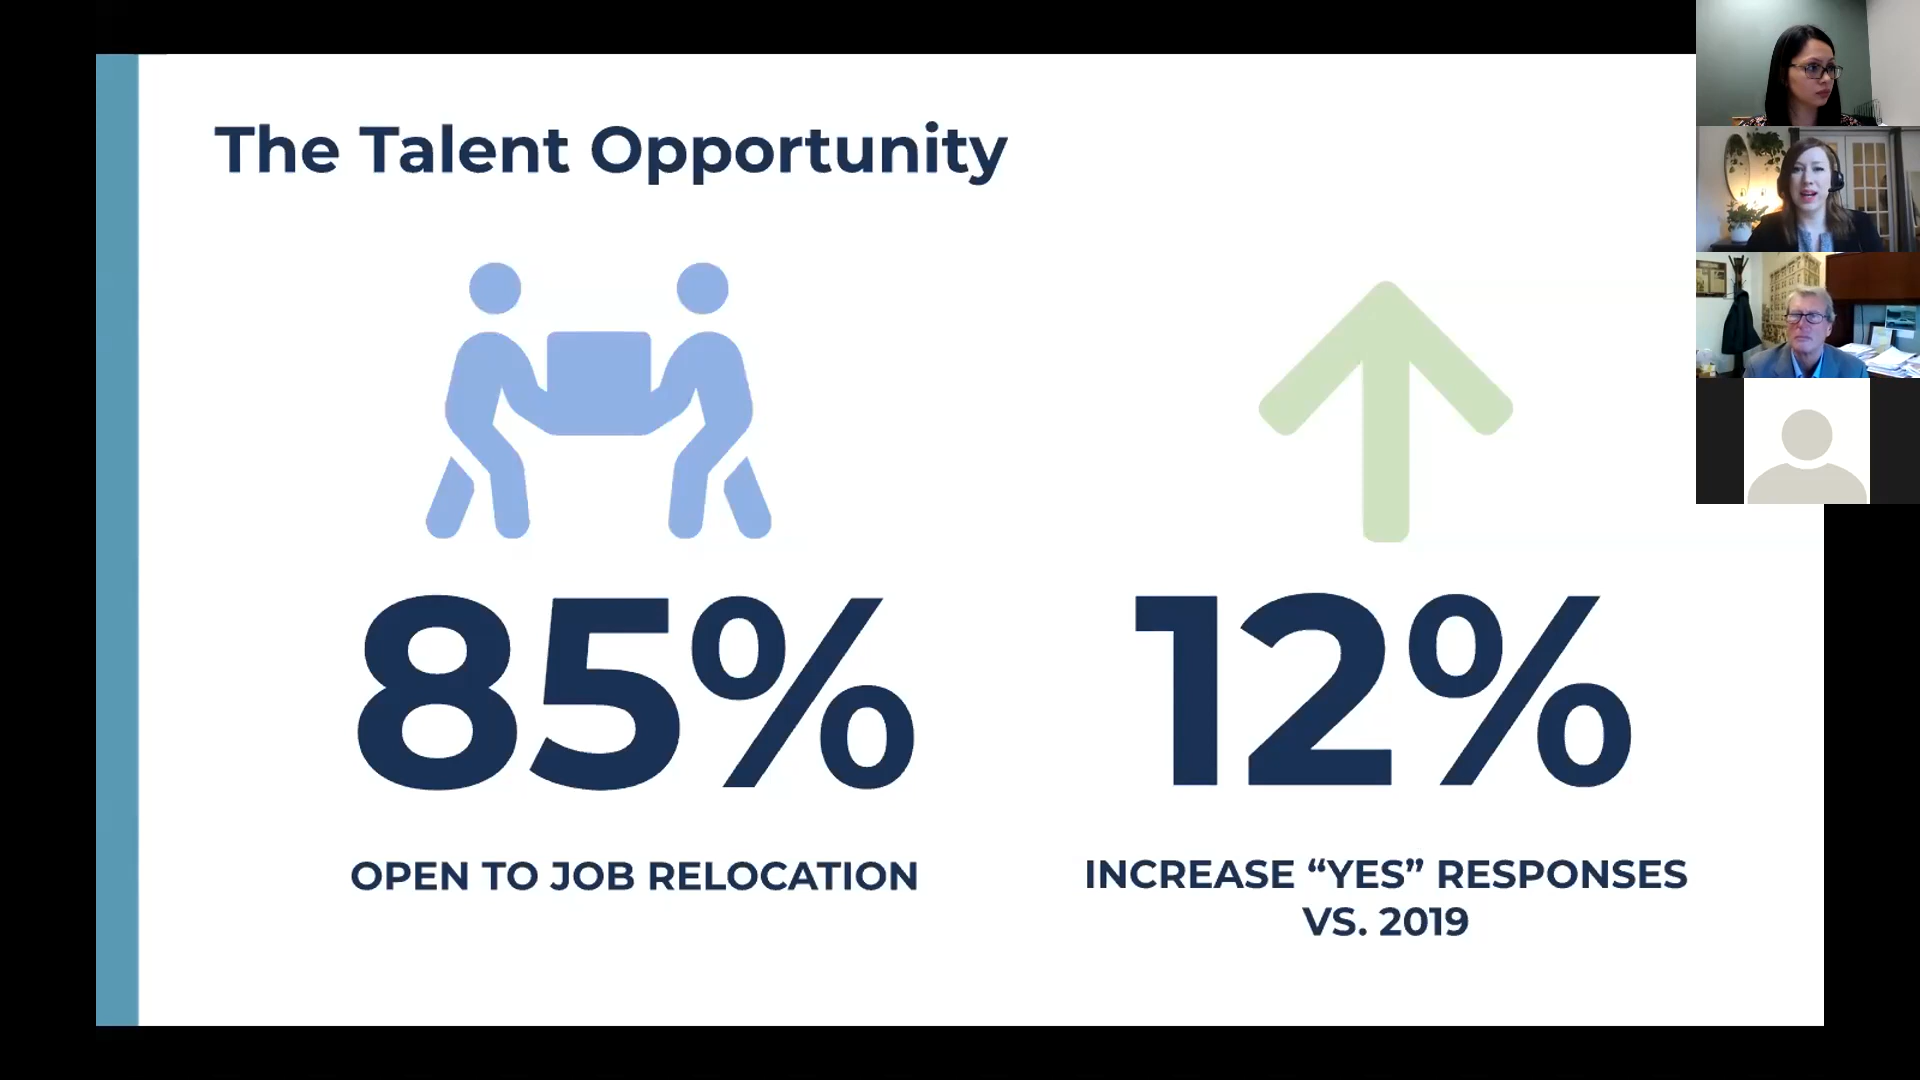 The Talent Opportunity
85%
OPEN TO JOB RELOCATION
12%
INCREASE “YES” RESPONSES
VS. 2019